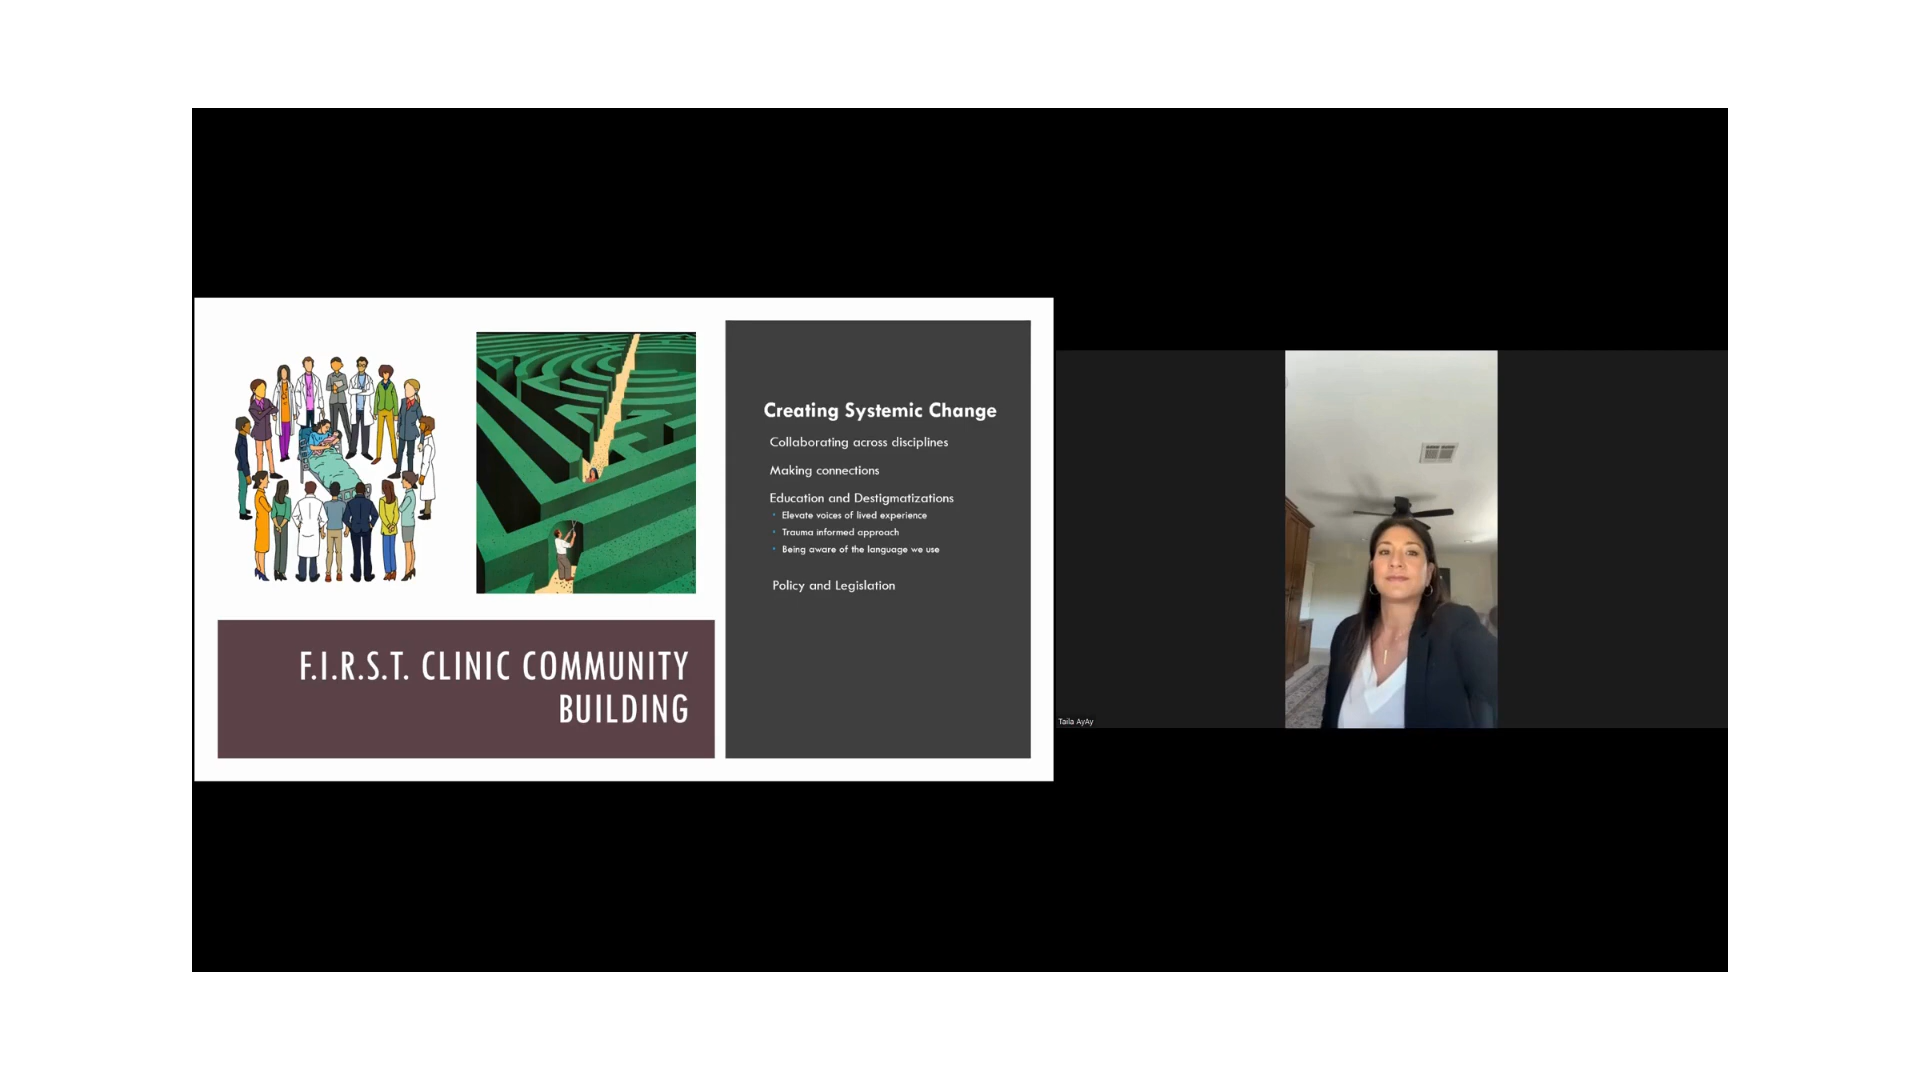 F.I.R.S.T. CLINIC COMMUNITY
BUILDING
Creating Systemic Change
Collaborating across disciplines
Making connections
Education and Destigmatizations
Elevate voices of lived experience
Trauma informed approach
Being aware of the language we use
Policy and Legislation
Taila AyAy